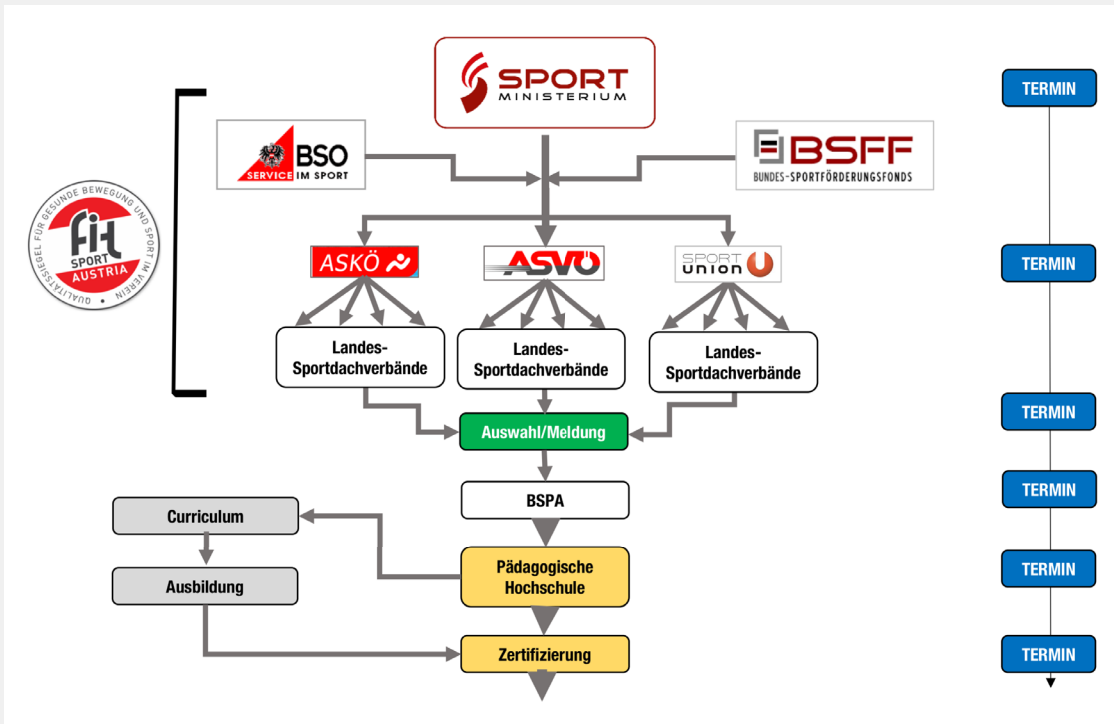 SPORT
MINISTERIUM
TERMIN
BSO
SERVICE IM SPORT
BSFF
BUNDES-SPORTFÖRDERUNGSFONDS
QUALITÄTSSIEGEL FÜR GESUNDE BEWEGUNG UND SPORT IM VEREIN
fit
SPORT
AUSTRIA
ASKÖ
ASVÖ
SPORT
UNION
TERMIN
Landes-
Sportdachverbände
Landes-
Sportdachverbände
Landes-
Sportdachverbände
TERMIN
Auswahl/Meldung
BSPA
TERMIN
Curriculum
Pädagogische
Hochschule
TERMIN
Ausbildung
Zertifizierung
TERMIN